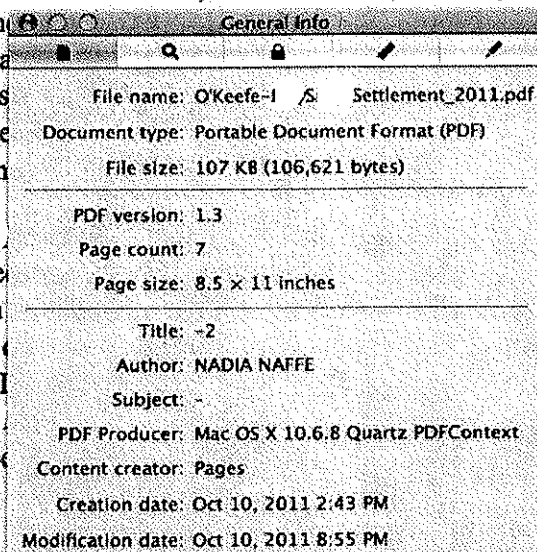 General Info
File name: O'Keefe-I /S Settlement_2011.pdf
Document type: Portable Document Format (PDF)
File size: 107 KB (106,621 bytes)
PDF version: 1.3
Page count: 7
Page size: 8.5 × 11 inches
Title: -2
Author: NADIA NAFFE
Subject: -
PDF Producer: Mac OS X 10.6.8 Quartz PDFContext
Content creator: Pages
Creation date: Oct 10, 2011 2:43 PM
Modification date: Oct 10, 2011 8:55 PM